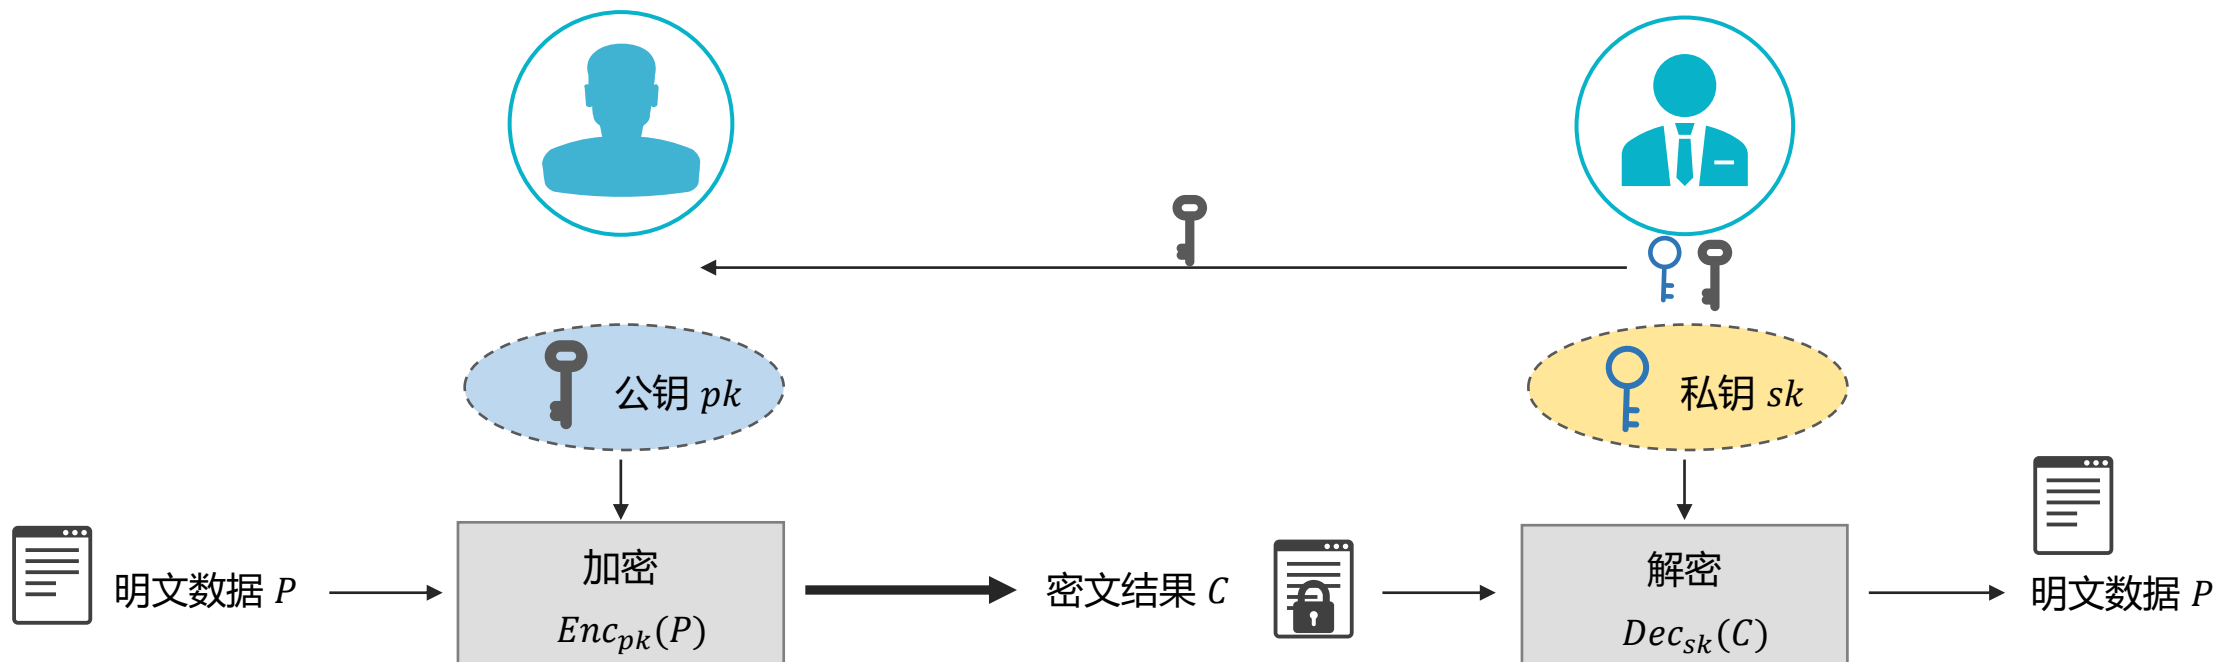 公钥 pk
私钥 sk
明文数据 P
加密
Enc_pk(P)
密文结果 C
解密
Dec_sk(C)
明文数据 P